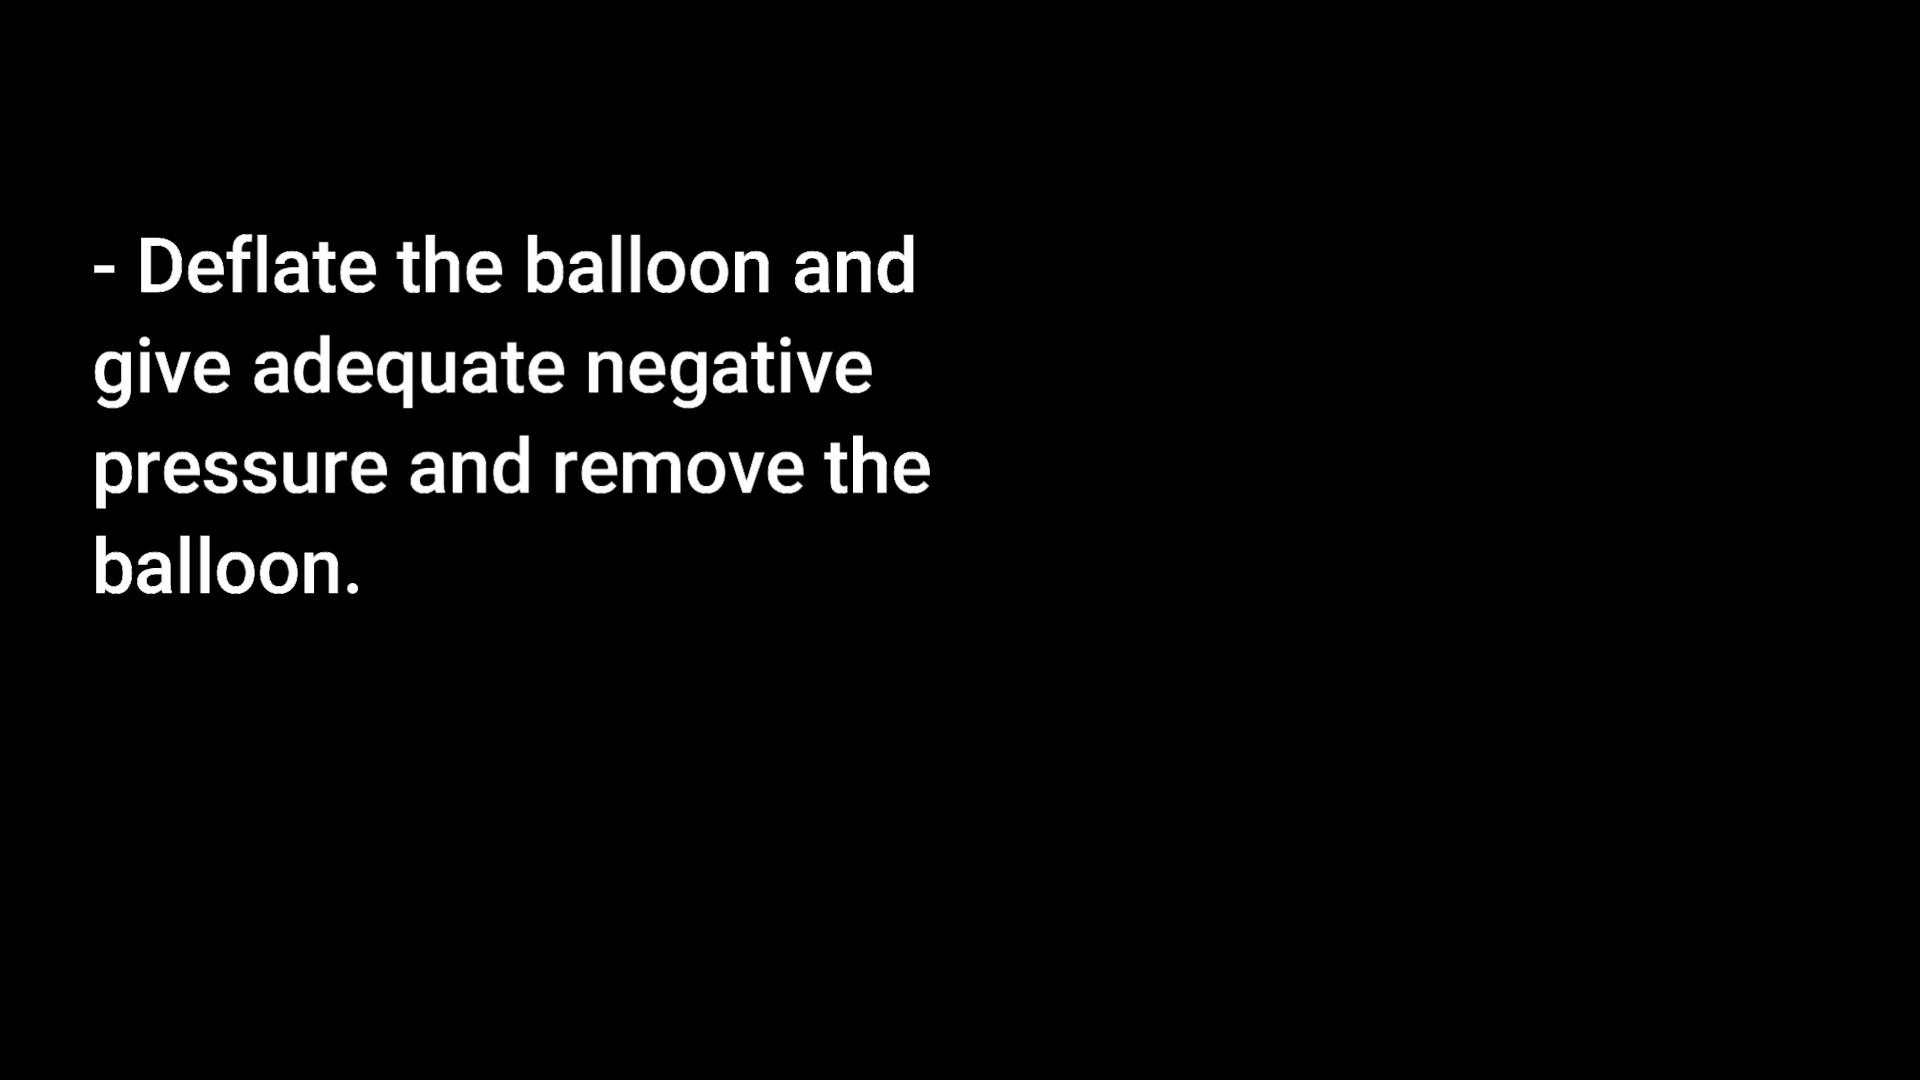 - Deflate the balloon and
give adequate negative
pressure and remove the
balloon.